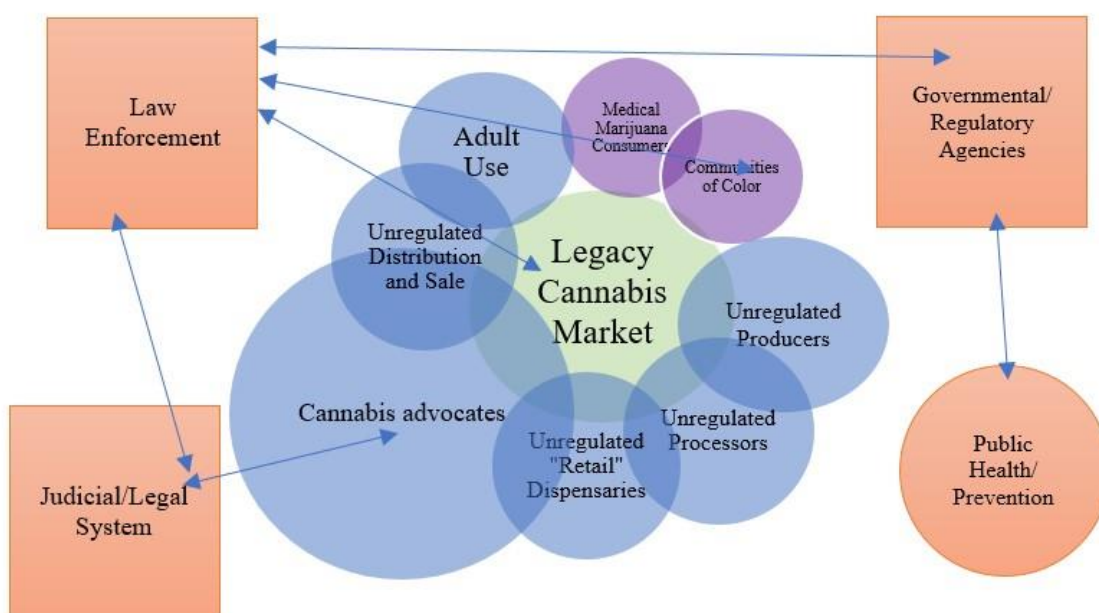 Law
Enforcement
Governmental/
Regulatory
Agencies
Adult
Use
Medical
Marijuana
Consumers
Communities
of Color
Unregulated
Distribution
and Sale
Legacy
Cannabis
Market
Unregulated
Producers
Cannabis advocates
Unregulated
"Retail"
Dispensaries
Unregulated
Processors
Judicial/Legal
System
Public
Health/
Prevention